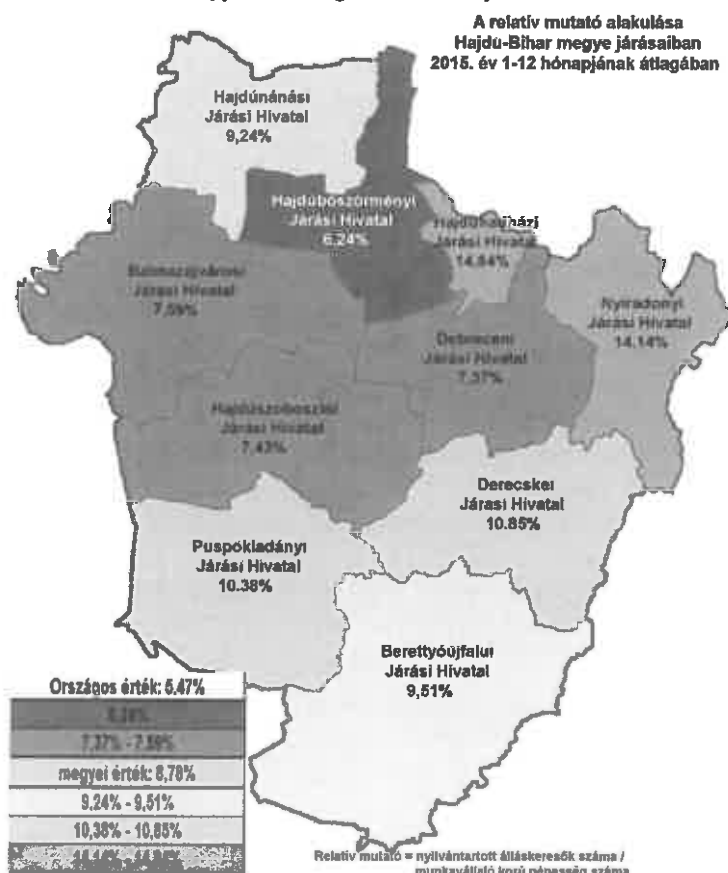 A relatív mutató alakulása
Hajdú-Bihar megye járásaiban
2015. év 1-12 hónapjának átlagában
Hajdúnánási
Járási Hivatal
9,24%
Hajdúböszörményi
Járási Hivatal
6.24%
Hajdúhadházi
Járási Hivatal
14.84%
Balmazújvárosi
Járási Hivatal
7.59%
Nyíradonyi
Járási Hivatal
14.14%
Debreceni
Járási Hivatal
7.37%
Hajdúszoboszlói
Járási Hivatal
7.43%
Derecskei
Járási Hivatal
10.85%
Püspökladányi
Járási Hivatal
10.38%
Berettyóújfalui
Járási Hivatal
9,51%
Országos érték: 5.47%
7,37% - 7,59%
megyei érték: 8,78%
9,24% - 9,51%
10,38% - 10,85%
Relatív mutató = nyilvántartott álláskeresők száma /
munkavállaló korú népesség száma